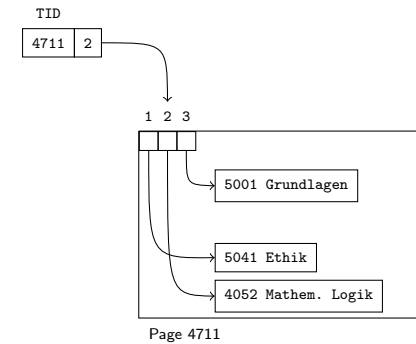 TID
4711 2
1 2 3
5001 Grundlagen
5041 Ethik
4052 Mathem. Logik
Page 4711